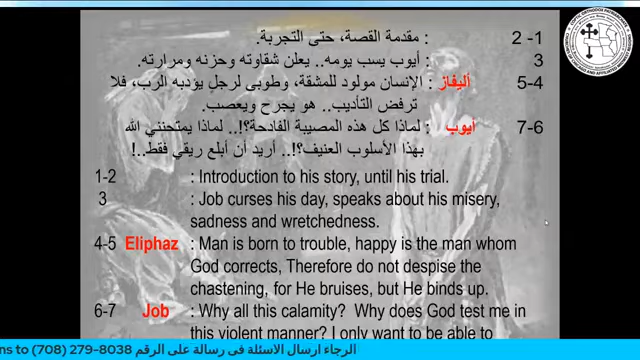 1- 2 : مقدمة القصة، حتى التجربة.
3 : أيوب يسب يومه.. يعلن شقاوته وحزنه ومرارته.
4-5 أليفاز : الإنسان مولود للمشقة، وطوبى لرجل يؤدبه الرب، فلا
ترفض التأديب.. هو يجرح ويعصب.
6-7 أيوب : لماذا كل هذه المصيبة الفادحة؟!.. لماذا يمتحنني الله
بهذا الأسلوب العنيف؟!.. أريد أن أبلع ريقي فقط..!
1-2 : Introduction to his story, until his trial.
3 : Job curses his day, speaks about his misery,
sadness and wretchedness.
4-5 Eliphaz : Man is born to trouble, happy is the man whom
God corrects, Therefore do not despise the
chastening, for He bruises, but He binds up.
6-7 Job : Why all this calamity? Why does God test me in
this violent manner? I only want to be able to
ns to (708) 279-8038 الرجاء ارسال الاسئلة فى رسالة على الرقم